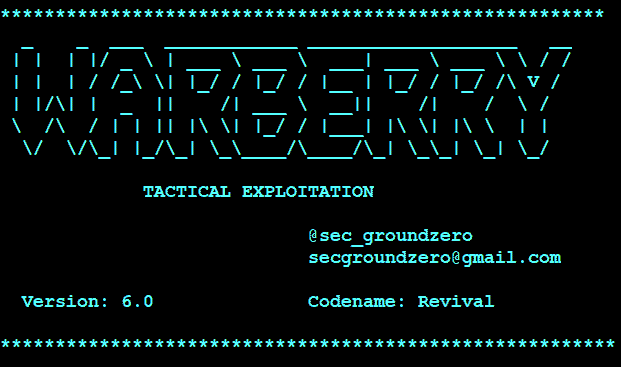 *******************************************************
WARBERRY
TACTICAL EXPLOITATION
@sec_groundzero
secgroundzero@gmail.com
Version: 6.0 Codename: Revival
********************************************************